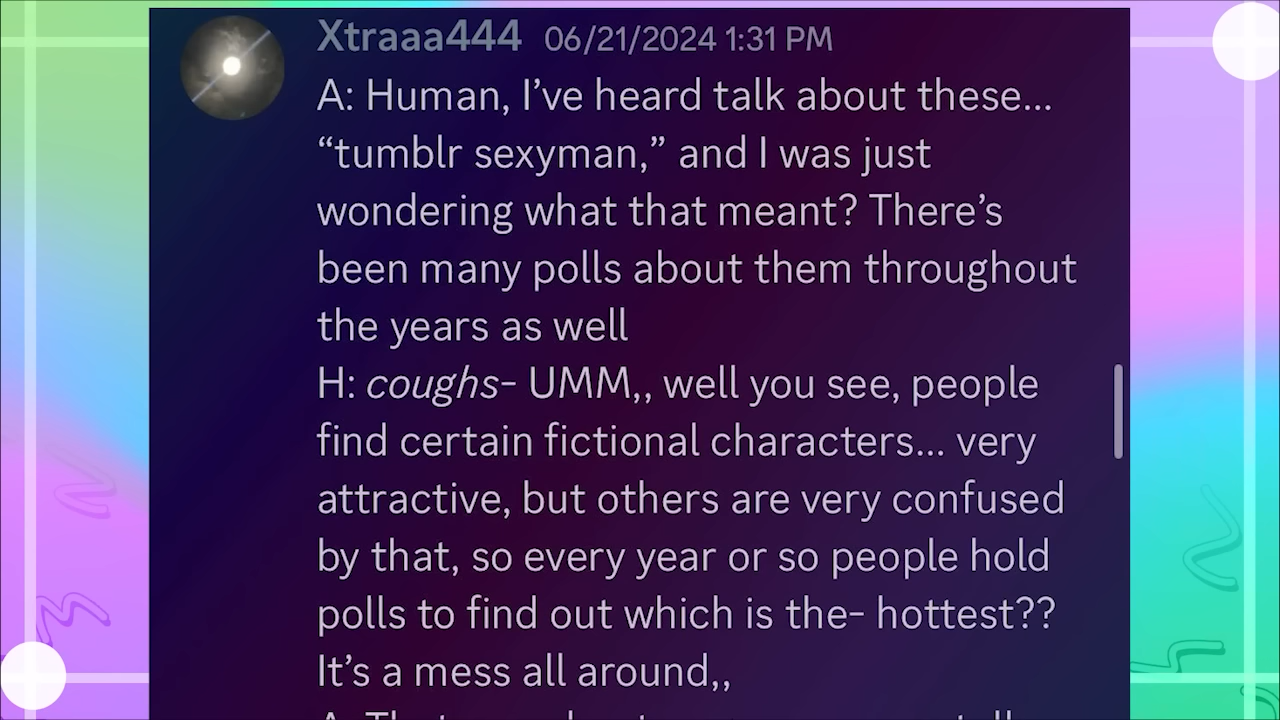 Xtraaa444 06/21/2024 1:31 PM
A: Human, I’ve heard talk about these...
“tumblr sexyman,” and I was just
wondering what that meant? There’s
been many polls about them throughout
the years as well
H: coughs- UMM,, well you see, people
find certain fictional characters... very
attractive, but others are very confused
by that, so every year or so people hold
polls to find out which is the- hottest??
It’s a mess all around,,